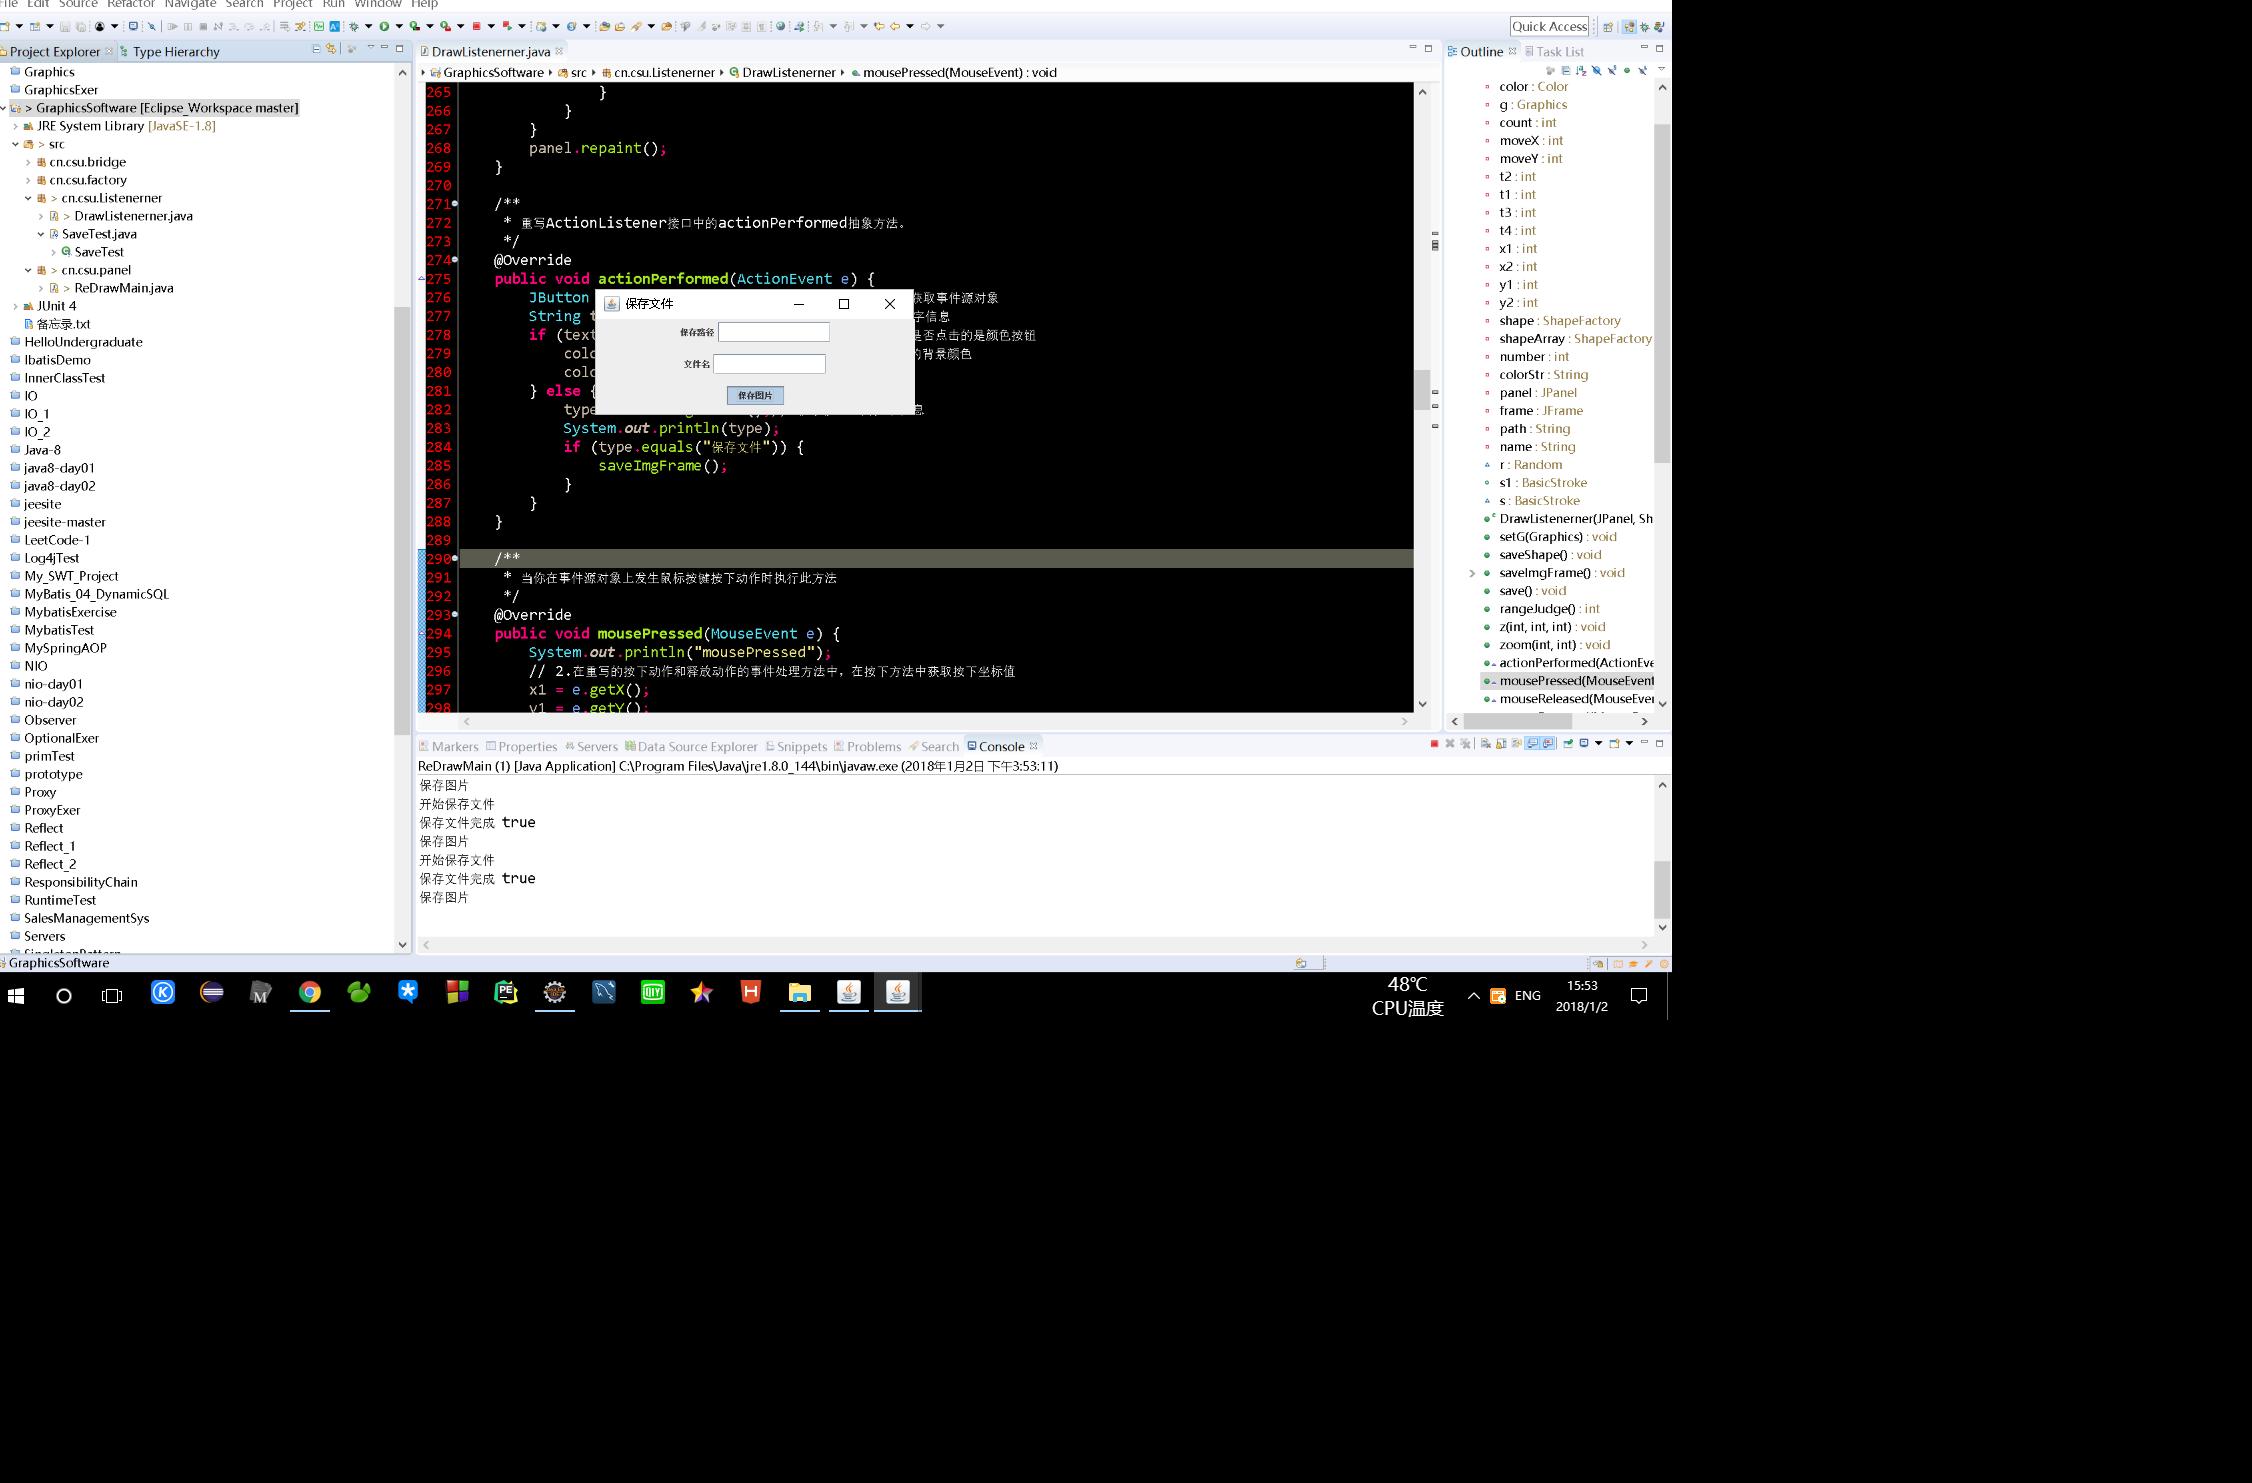 File Edit Source Refactor Navigate Search Project Run Window Help
Quick Access
Project Explorer
Type Hierarchy
Graphics
GraphicsExer
> GraphicsSoftware [Eclipse_Workspace master]
JRE System Library [JavaSE-1.8]
> src
cn.csu.bridge
cn.csu.factory
> cn.csu.Listenerner
> DrawListenerner.java
SaveTest.java
SaveTest
> cn.csu.panel
> ReDrawMain.java
JUnit 4
备忘录.txt
HelloUndergraduate
IbatisDemo
InnerClassTest
IO
IO_1
IO_2
Java-8
java8-day01
java8-day02
jeesite
jeesite-master
LeetCode-1
Log4jTest
My_SWT_Project
MyBatis_04_DynamicSQL
MybatisExercise
MybatisTest
MySpringAOP
NIO
nio-day01
nio-day02
Observer
OptionalExer
primTest
prototype
Proxy
ProxyExer
Reflect
Reflect_1
Reflect_2
ResponsibilityChain
RuntimeTest
SalesManagementSys
Servers
GraphicsSoftware
DrawListenerner.java
GraphicsSoftware src cn.csu.Listenerner DrawListenerner mousePressed(MouseEvent) : void
265 }
266 }
267 }
268 panel.repaint();
269 }
270
271 /**
272 * 重写ActionListener接口中的actionPerformed抽象方法。
273 */
274 @Override
275 public void actionPerformed(ActionEvent e) {
276 JButton 获取事件源对象
277 String t 字信息
278 if (text 是否点击的是颜色按钮
279 colo 的背景颜色
280 colo
281 } else {
282 type 息
283 System.out.println(type);
284 if (type.equals("保存文件")) {
285 saveImgFrame();
286 }
287 }
288 }
289
290 /**
291 * 当你在事件源对象上发生鼠标按键按下动作时执行此方法
292 */
293 @Override
294 public void mousePressed(MouseEvent e) {
295 System.out.println("mousePressed");
296 // 2.在重写的按下动作和释放动作的事件处理方法中，在按下方法中获取按下坐标值
297 x1 = e.getX();
298 y1 = e.getY();
保存文件
保存路径
文件名
保存图片
Outline
Task List
color : Color
g : Graphics
count : int
moveX : int
moveY : int
t2 : int
t1 : int
t3 : int
t4 : int
x1 : int
x2 : int
y1 : int
y2 : int
shape : ShapeFactory
shapeArray : ShapeFactory
number : int
colorStr : String
panel : JPanel
frame : JFrame
path : String
name : String
r : Random
s1 : BasicStroke
s : BasicStroke
DrawListenerner(JPanel, Sh
setG(Graphics) : void
saveShape() : void
saveImgFrame() : void
save() : void
rangeJudge() : int
z(int, int, int) : void
zoom(int, int) : void
actionPerformed(ActionEve
mousePressed(MouseEvent
mouseReleased(MouseEver
Markers Properties Servers Data Source Explorer Snippets Problems Search Console
ReDrawMain (1) [Java Application] C:\Program Files\Java\jre1.8.0_144\bin\javaw.exe (2018年1月2日 下午3:53:11)
保存图片
开始保存文件
保存文件完成 true
保存图片
开始保存文件
保存文件完成 true
保存图片
48℃
CPU温度
ENG
15:53
2018/1/2